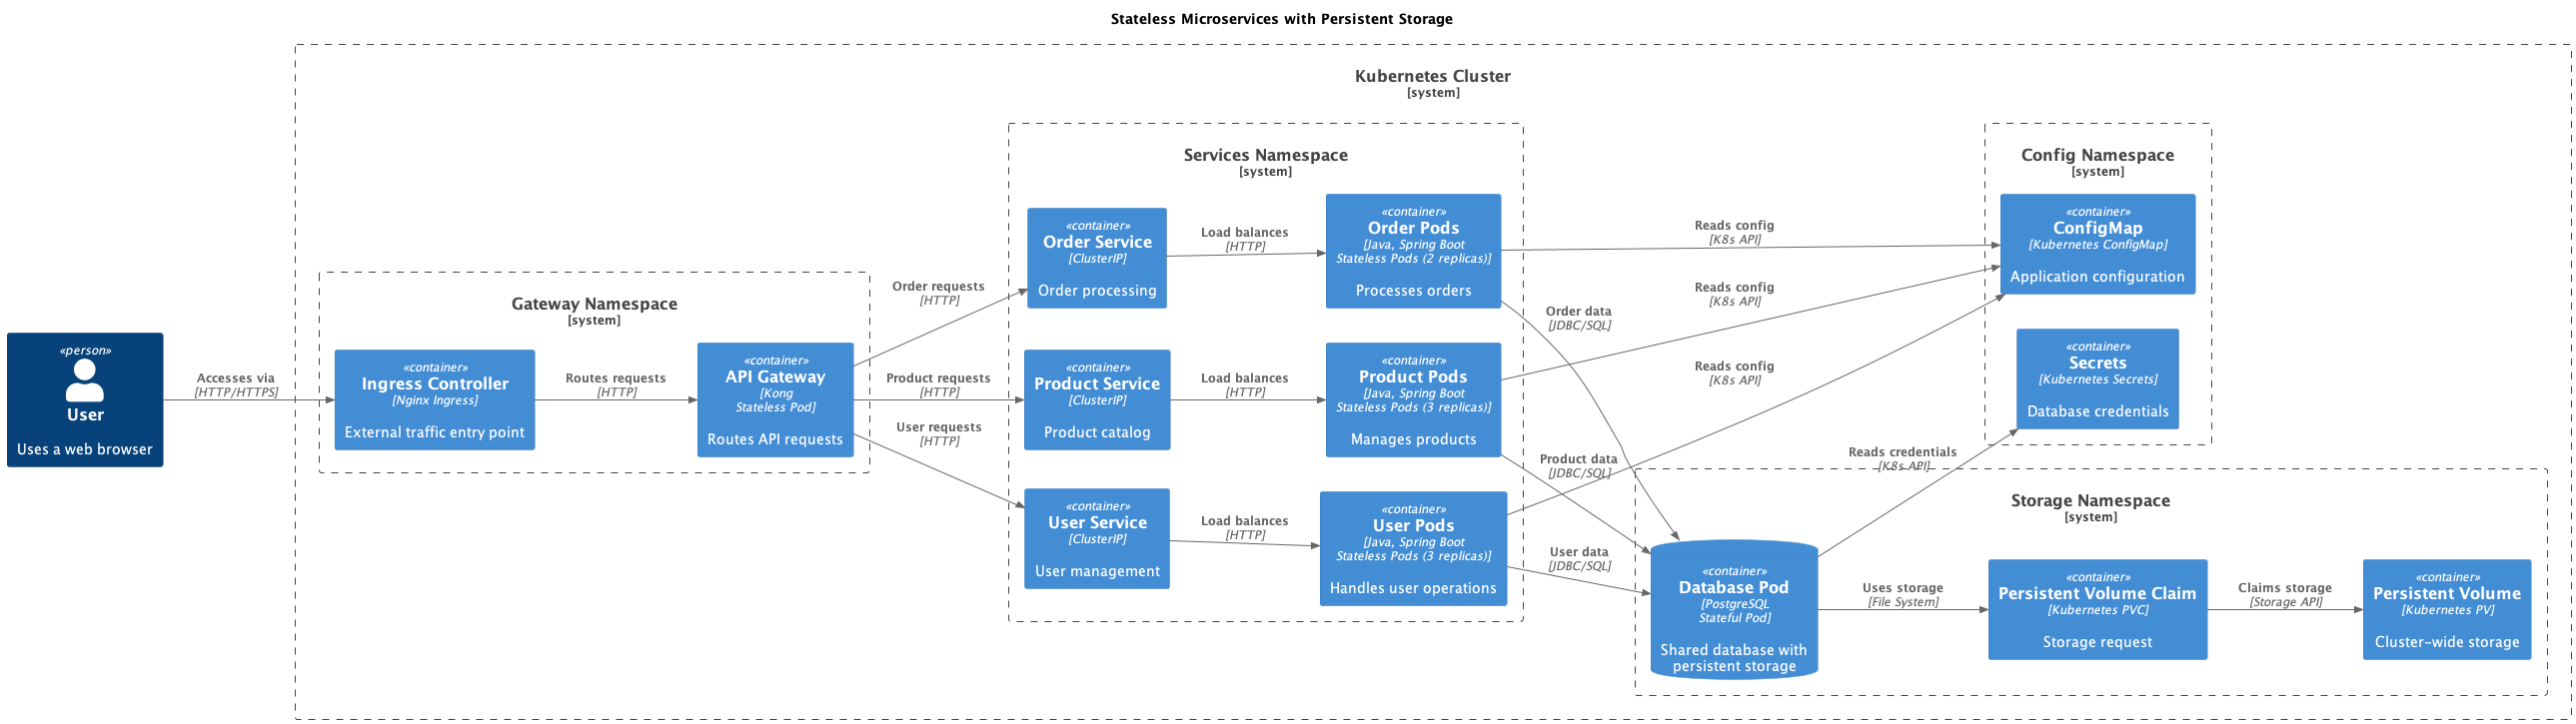 Stateless Microservices with Persistent Storage
Kubernetes Cluster
[system]
Gateway Namespace
[system]
Services Namespace
[system]
Config Namespace
[system]
Storage Namespace
[system]
«person»
User
Uses a web browser
Accesses via
[HTTP/HTTPS]
«container»
Ingress Controller
[Nginx Ingress]
External traffic entry point
Routes requests
[HTTP]
«container»
API Gateway
[Kong
Stateless Pod]
Routes API requests
Order requests
[HTTP]
Product requests
[HTTP]
User requests
[HTTP]
«container»
Order Service
[ClusterIP]
Order processing
Load balances
[HTTP]
«container»
Order Pods
[Java, Spring Boot
Stateless Pods (2 replicas)]
Processes orders
«container»
Product Service
[ClusterIP]
Product catalog
Load balances
[HTTP]
«container»
Product Pods
[Java, Spring Boot
Stateless Pods (3 replicas)]
Manages products
«container»
User Service
[ClusterIP]
User management
Load balances
[HTTP]
«container»
User Pods
[Java, Spring Boot
Stateless Pods (3 replicas)]
Handles user operations
Reads config
[K8s API]
Reads config
[K8s API]
Reads config
[K8s API]
Order data
[JDBC/SQL]
Product data
[JDBC/SQL]
User data
[JDBC/SQL]
«container»
ConfigMap
[Kubernetes ConfigMap]
Application configuration
«container»
Secrets
[Kubernetes Secrets]
Database credentials
Reads credentials
[K8s API]
«container»
Database Pod
[PostgreSQL
Stateful Pod]
Shared database with
persistent storage
Uses storage
[File System]
«container»
Persistent Volume Claim
[Kubernetes PVC]
Storage request
Claims storage
[Storage API]
«container»
Persistent Volume
[Kubernetes PV]
Cluster-wide storage